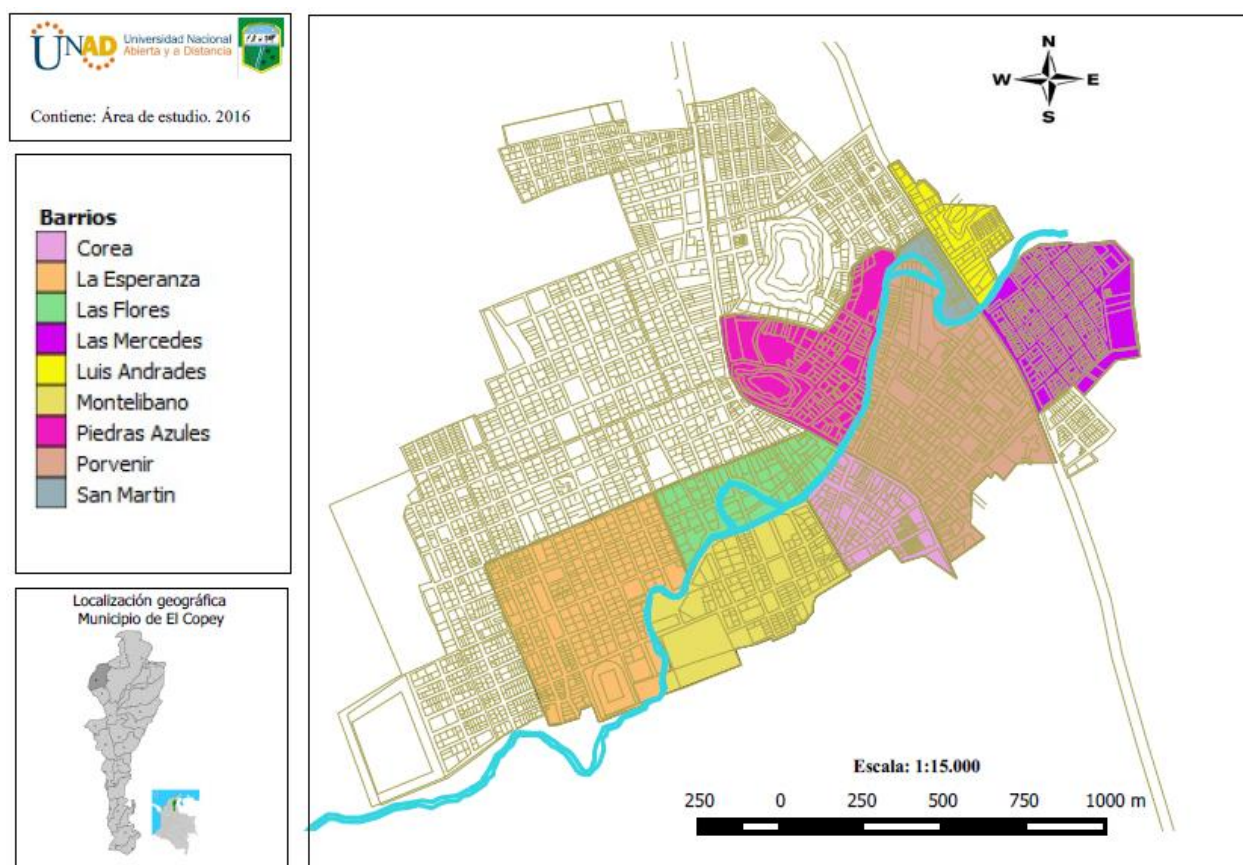 UNAD Universidad Nacional
Abierta y a Distancia
Contiene: Área de estudio. 2016
Barrios
Corea
La Esperanza
Las Flores
Las Mercedes
Luis Andrades
Montelibano
Piedras Azules
Porvenir
San Martin
Localización geográfica
Municipio de El Copey
N
W E
S
Escala: 1:15.000
250 0 250 500 750 1000 m